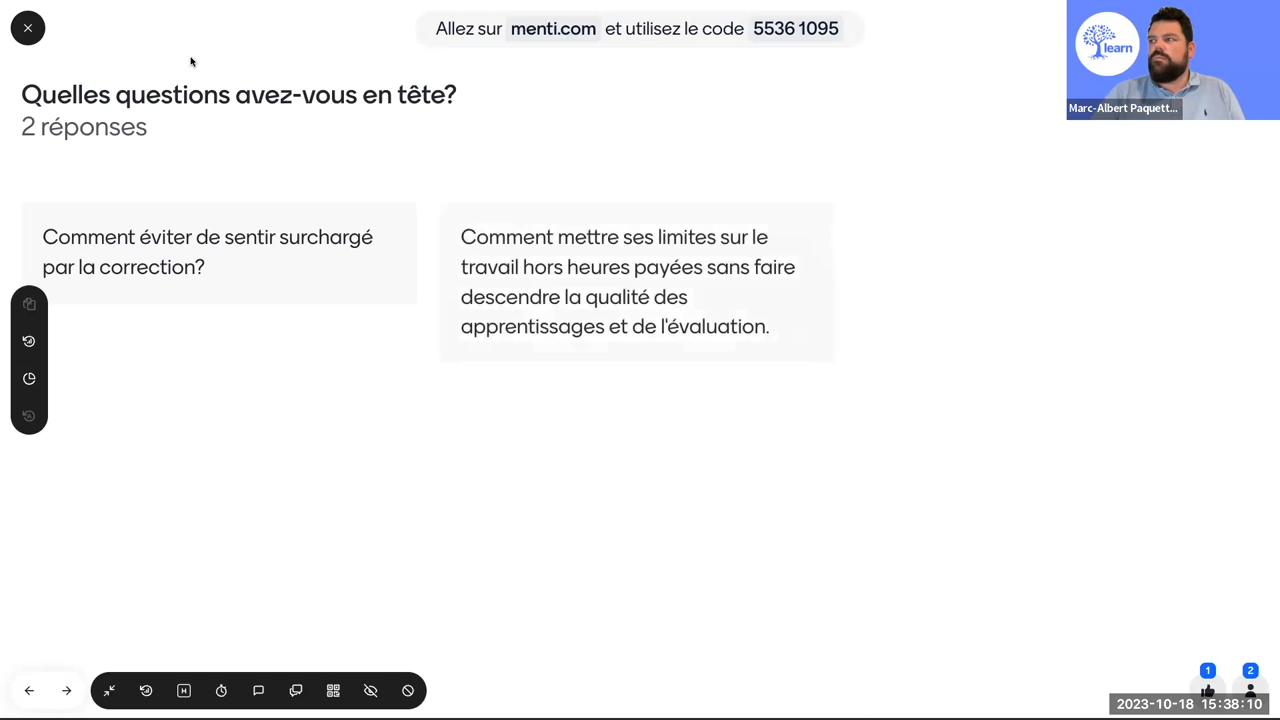 Allez sur menti.com et utilisez le code 5536 1095
learn
Marc-Albert Paquett...
Quelles questions avez-vous en tête?
2 réponses
Comment éviter de sentir surchargé
par la correction?
Comment mettre ses limites sur le
travail hors heures payées sans faire
descendre la qualité des
apprentissages et de l'évaluation.
H
1
2
2023-10-18 15:38:10